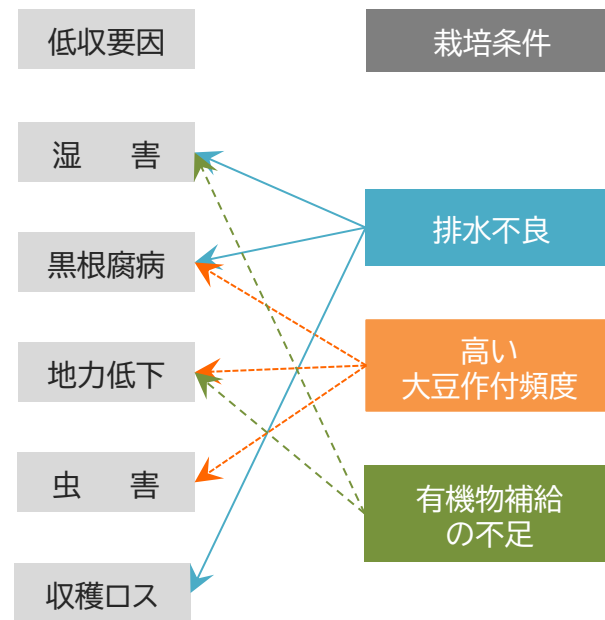 低収要因
栽培条件
湿　害
排水不良
黒根腐病
高い
大豆作付頻度
地力低下
虫　害
有機物補給
の不足
収穫ロス